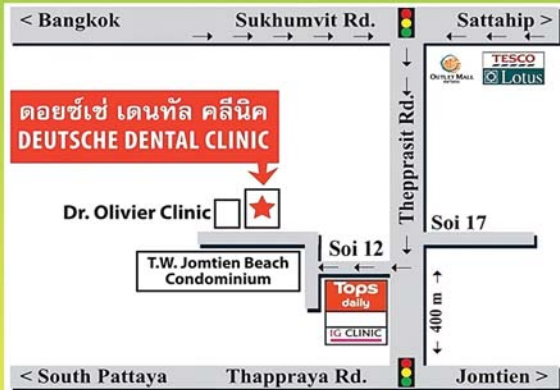 < Bangkok Sukhumvit Rd. Sattahip >
OUTLET MALL
TESCO
Lotus
ดอยช์เช่ เดนทัล คลีนิค
DEUTSCHE DENTAL CLINIC
Thepprasit Rd.
Dr. Olivier Clinic
Soi 17
Soi 12
T.W. Jomtien Beach
Condominium
Tops
daily
IG CLINIC
400 m
< South Pattaya Thappraya Rd. Jomtien >